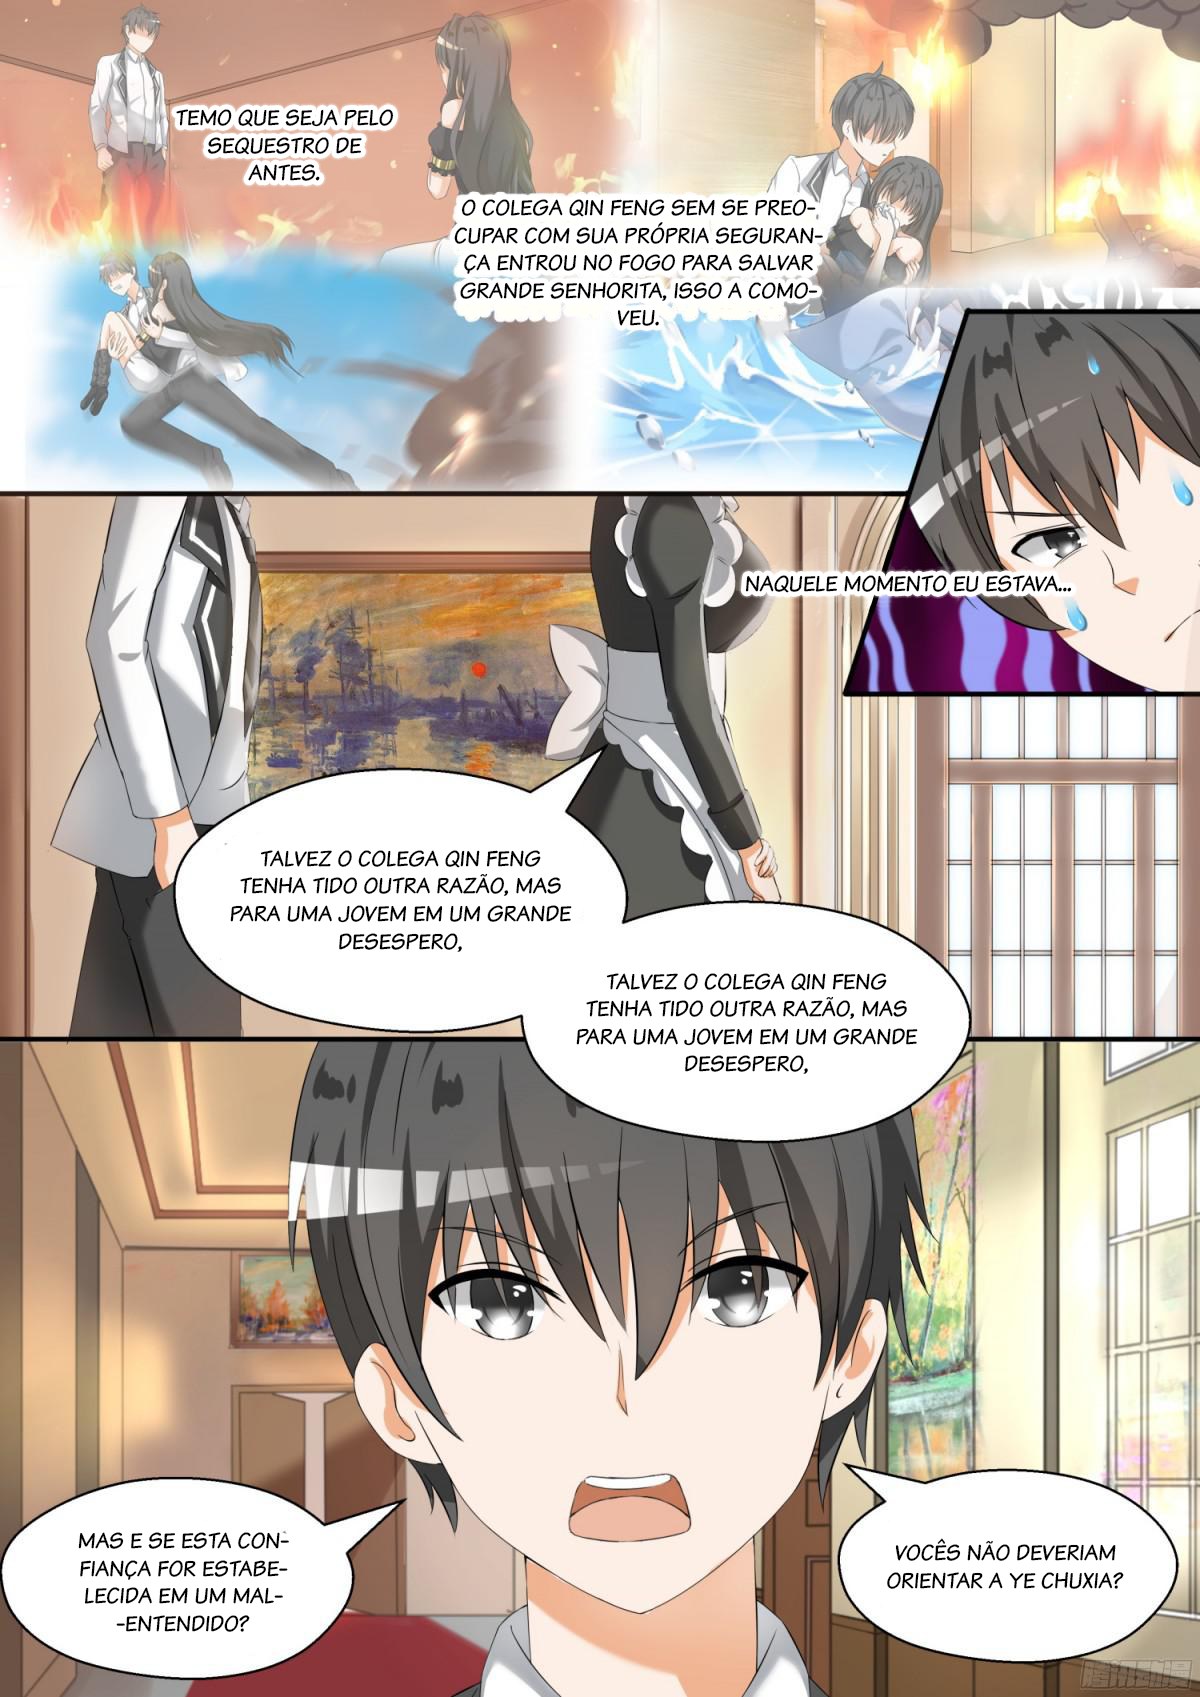 TEMO QUE SEJA PELO
SEQUESTRO DE
ANTES.
O COLEGA QIN FENG SEM SE PREO-
CUPAR COM SUA PRÓPRIA SEGURAN-
ÇA ENTROU NO FOGO PARA SALVAR
GRANDE SENHORITA, ISSO A COMO-
VEU.
NAQUELE MOMENTO EU ESTAVA...
TALVEZ O COLEGA QIN FENG
TENHA TIDO OUTRA RAZÃO, MAS
PARA UMA JOVEM EM UM GRANDE
DESESPERO,
TALVEZ O COLEGA QIN FENG
TENHA TIDO OUTRA RAZÃO, MAS
PARA UMA JOVEM EM UM GRANDE
DESESPERO,
MAS E SE ESTA CON-
FIANÇA FOR ESTABE-
LECIDA EM UM MAL-
-ENTENDIDO?
VOCÊS NÃO DEVERIAM
ORIENTAR A YE CHUXIA?
腾讯动漫